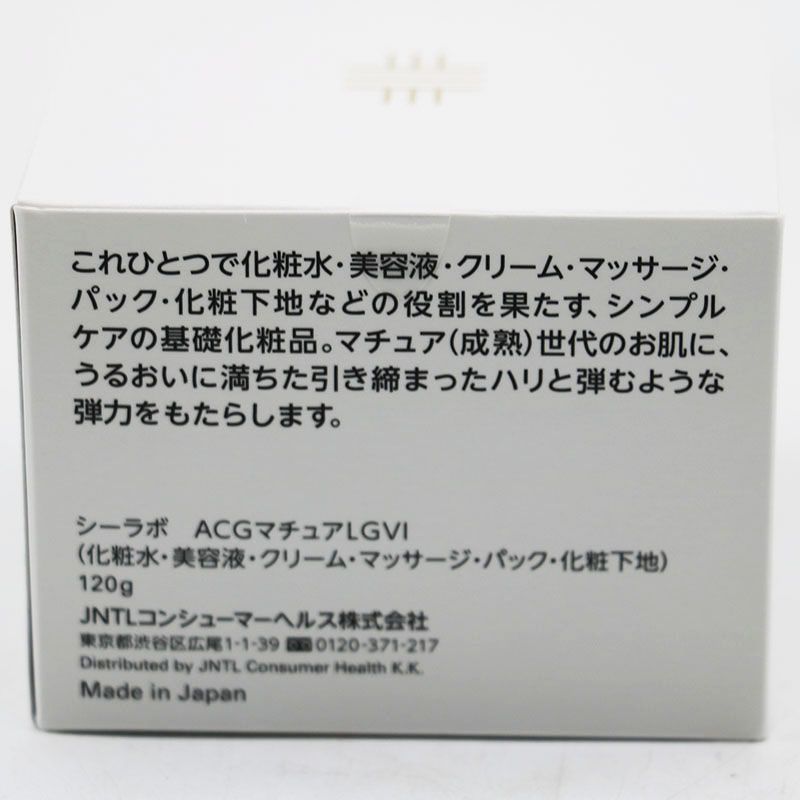 これひとつで化粧水・美容液・クリーム・マッサージ・
パック・化粧下地などの役割を果たす、シンプル
ケアの基礎化粧品。マチュア(成熟)世代のお肌に、
うるおいに満ちた引き締まったハリと弾むような
弾力をもたらします。
シーラボ ACGマチュアLGVI
(化粧水・美容液・クリーム・マッサージ・パック・化粧下地)
120g
JNTLコンシューマーヘルス株式会社
東京都渋谷区広尾1-1-39 0120-371-217
Distributed by JNTL Consumer Health K.K.
Made in Japan